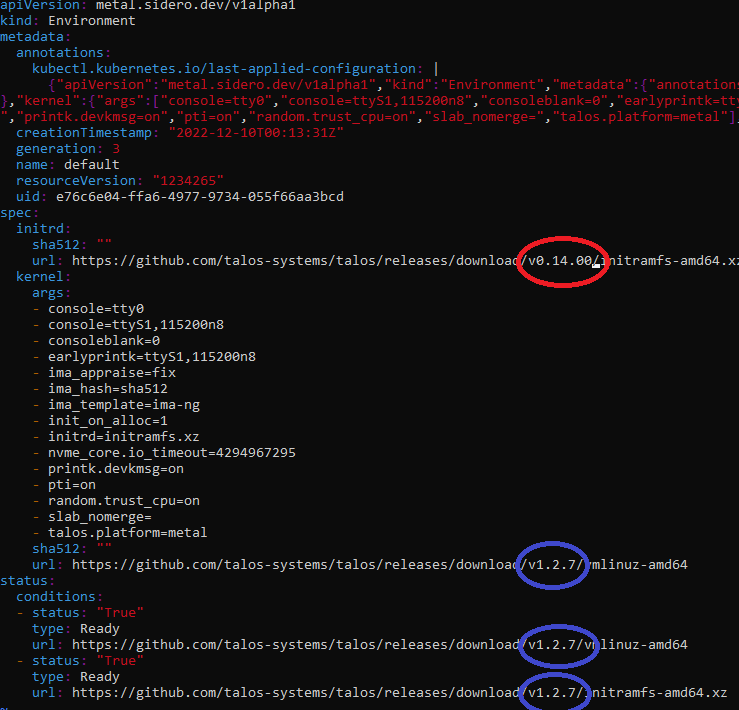 apiVersion: metal.sidero.dev/v1alpha1
kind: Environment
metadata:
  annotations:
    kubectl.kubernetes.io/last-applied-configuration: |
      {"apiVersion":"metal.sidero.dev/v1alpha1","kind":"Environment","metadata":{"annotations
},"kernel":{"args":["console=tty0","console=ttyS1,115200n8","consoleblank=0","earlyprintk=tty
","printk.devkmsg=on","pti=on","random.trust_cpu=on","slab_nomerge=","talos.platform=metal"]
  creationTimestamp: "2022-12-10T00:13:31Z"
  generation: 3
  name: default
  resourceVersion: "1234265"
  uid: e76c6e04-ffa6-4977-9734-055f66aa3bcd
spec:
  initrd:
    sha512: ""
    url: https://github.com/talos-systems/talos/releases/download/v0.14.00/initramfs-amd64.xz
  kernel:
    args:
    - console=tty0
    - console=ttyS1,115200n8
    - consoleblank=0
    - earlyprintk=ttyS1,115200n8
    - ima_appraise=fix
    - ima_hash=sha512
    - ima_template=ima-ng
    - init_on_alloc=1
    - initrd=initramfs.xz
    - nvme_core.io_timeout=4294967295
    - printk.devkmsg=on
    - pti=on
    - random.trust_cpu=on
    - slab_nomerge=
    - talos.platform=metal
    sha512: ""
    url: https://github.com/talos-systems/talos/releases/download/v1.2.7/vmlinuz-amd64
status:
  conditions:
  - status: "True"
    type: Ready
    url: https://github.com/talos-systems/talos/releases/download/v1.2.7/vmlinuz-amd64
  - status: "True"
    type: Ready
    url: https://github.com/talos-systems/talos/releases/download/v1.2.7/initramfs-amd64.xz